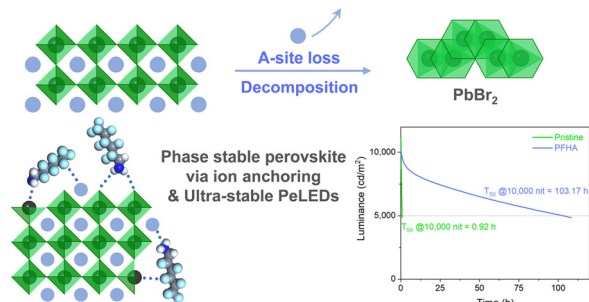 A-site loss
Decomposition
PbBr₂
Phase stable perovskite
via ion anchoring
& Ultra-stable PeLEDs
Luminance (cd/m²)
10,000
5,000
0
Pristine
PFHA
T₅₀ @10,000 nit = 103.17 h
T₅₀ @10,000 nit = 0.92 h
0 25 50 75 100
Time (h)